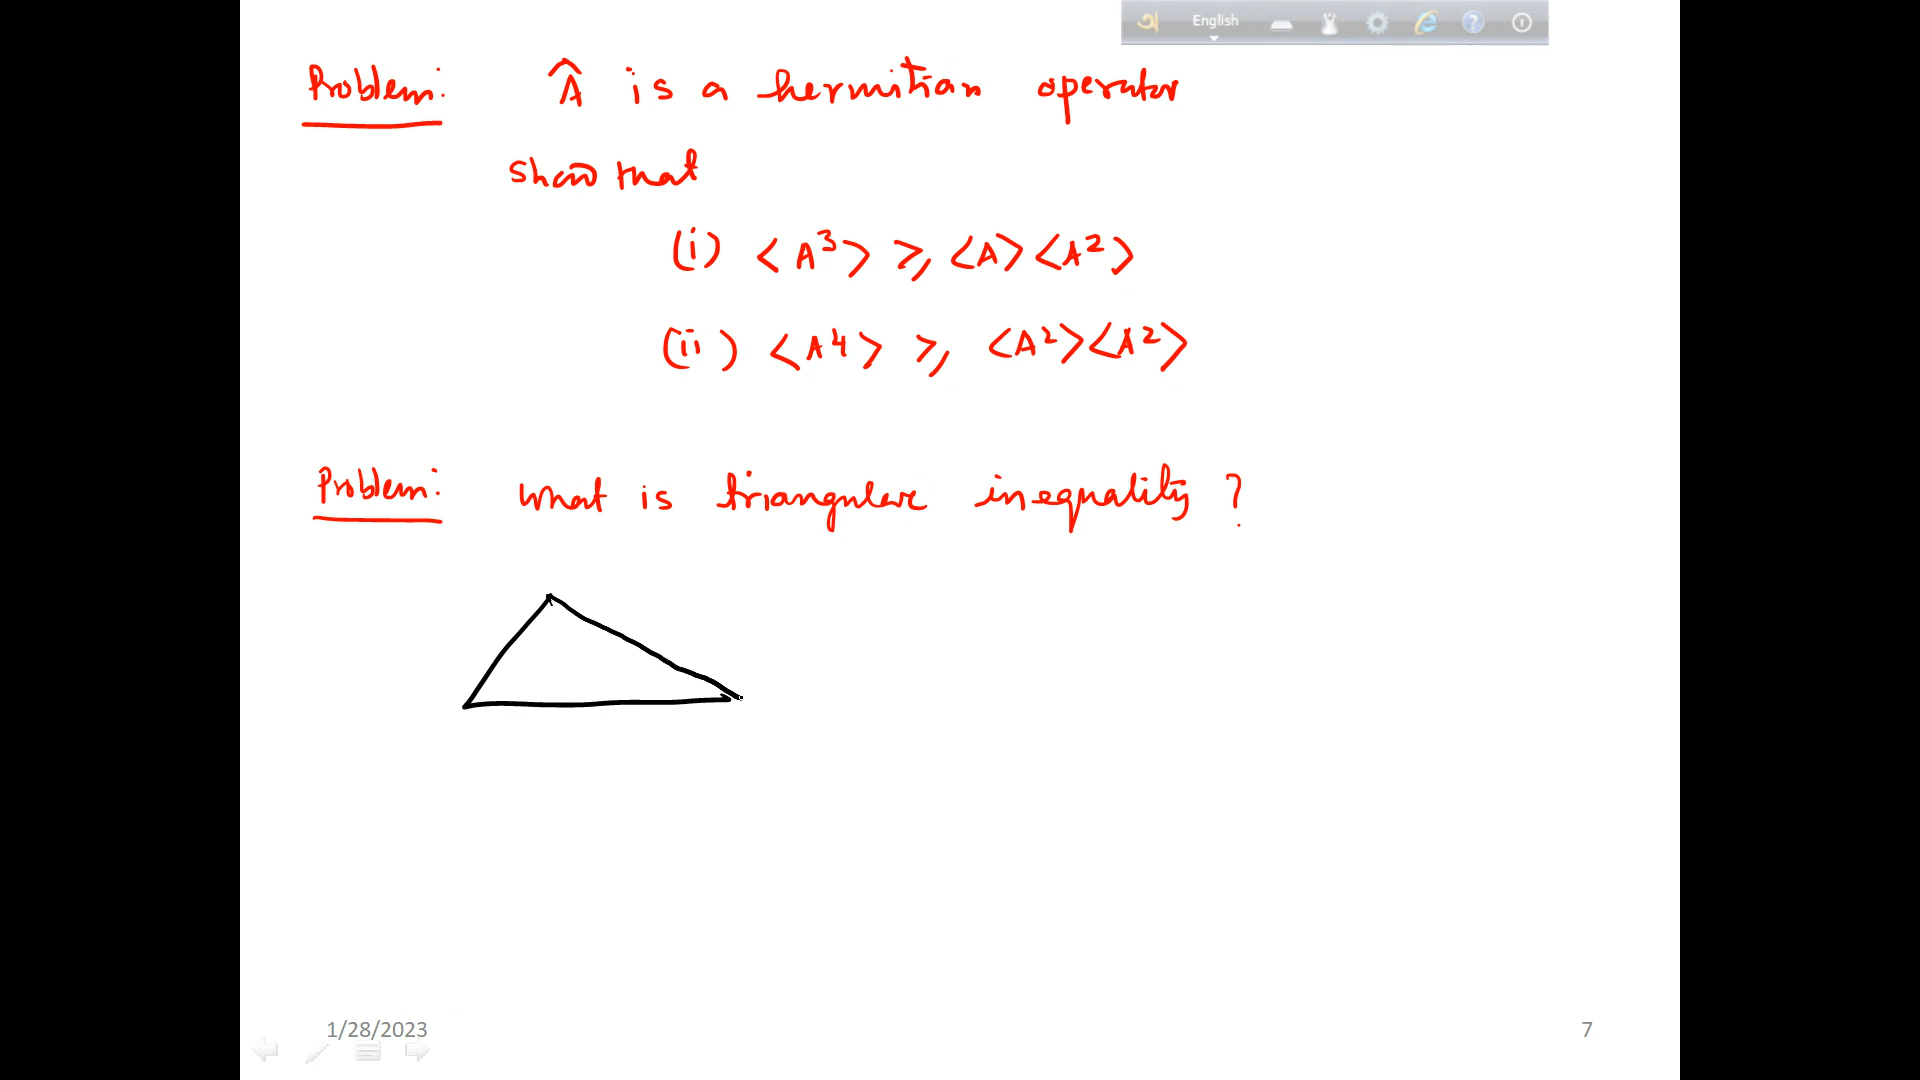 English
Problem: Â is a hermitian operator
show that
(i) <A³> ⩾ <A><A²>
(ii) <A⁴> ⩾ <A²><A²>
Problem: what is triangular inequality ?
1/28/2023
7